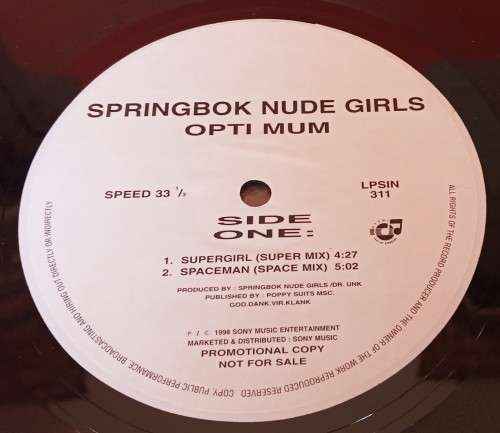 SPRINGBOK NUDE GIRLS
OPTI MUM
SPEED 33 ⅓
LPSIN
311
SIDE
ONE:
1. SUPERGIRL (SUPER MIX) 4:27
2. SPACEMAN (SPACE MIX) 5:02
PRODUCED BY : SPRINGBOK NUDE GIRLS /DR. UNK
PUBLISHED BY : POPPY SUITS MSC.
GOD.DANK.VIR.KLANK
P / C 1998 SONY MUSIC ENTERTAINMENT
MARKETED & DISTRIBUTED : SONY MUSIC
PROMOTIONAL COPY
NOT FOR SALE
ALL RIGHTS OF THE RECORD PRODUCER AND THE OWNER OF THE WORK REPRODUCED RESERVED. COPY, PUBLIC PERFORMANCE, BROADCASTING AND HIRING OUT DIRECTLY OR INDIRECTLY